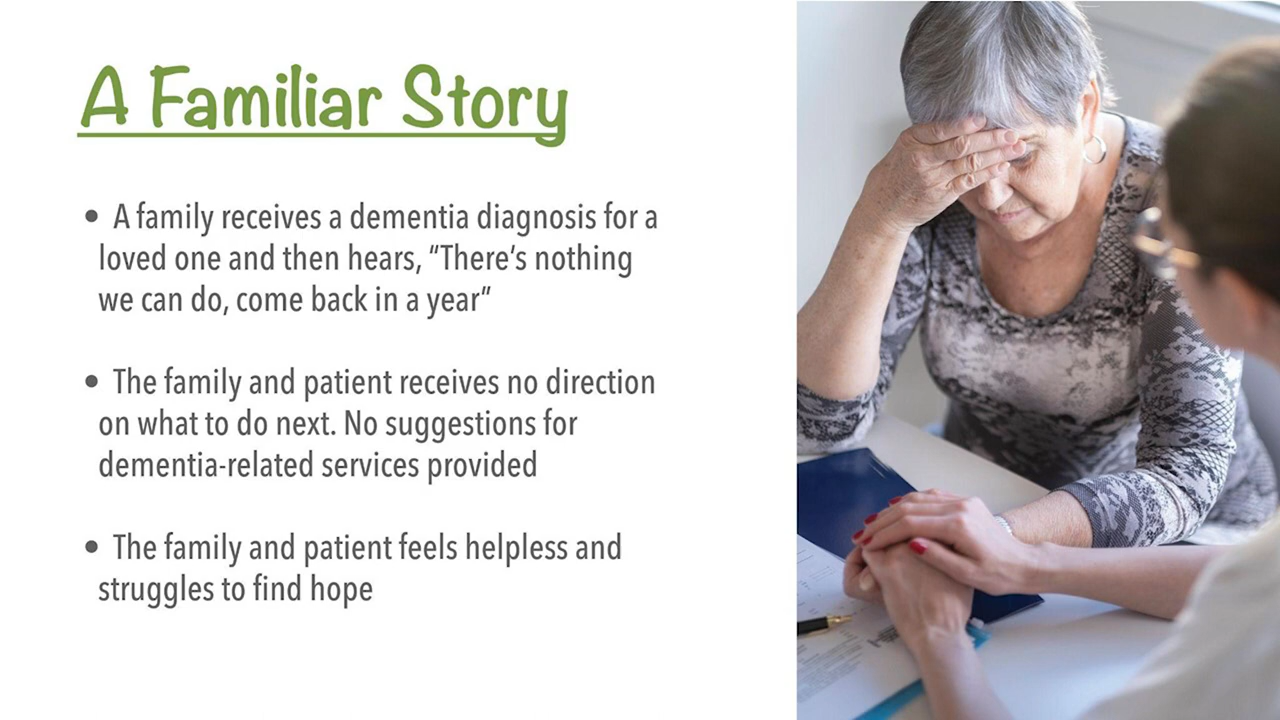 A Familiar Story
• A family receives a dementia diagnosis for a
loved one and then hears, “There’s nothing
we can do, come back in a year”
• The family and patient receives no direction
on what to do next. No suggestions for
dementia-related services provided
• The family and patient feels helpless and
struggles to find hope